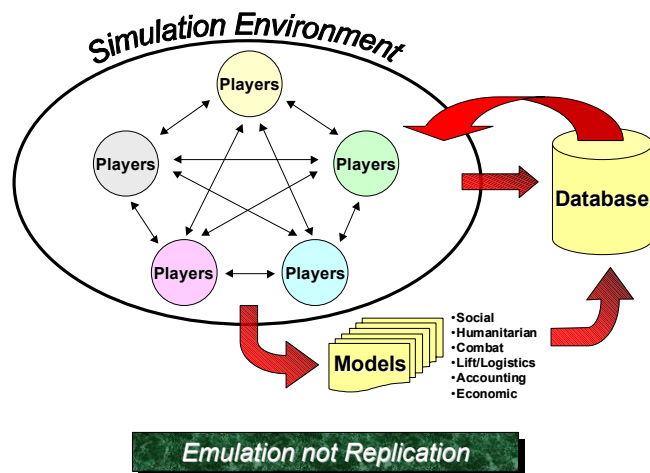 Simulation Environment
Players
Players
Players
Players
Players
Database
Models
•Social
•Humanitarian
•Combat
•Lift/Logistics
•Accounting
•Economic
Emulation not Replication